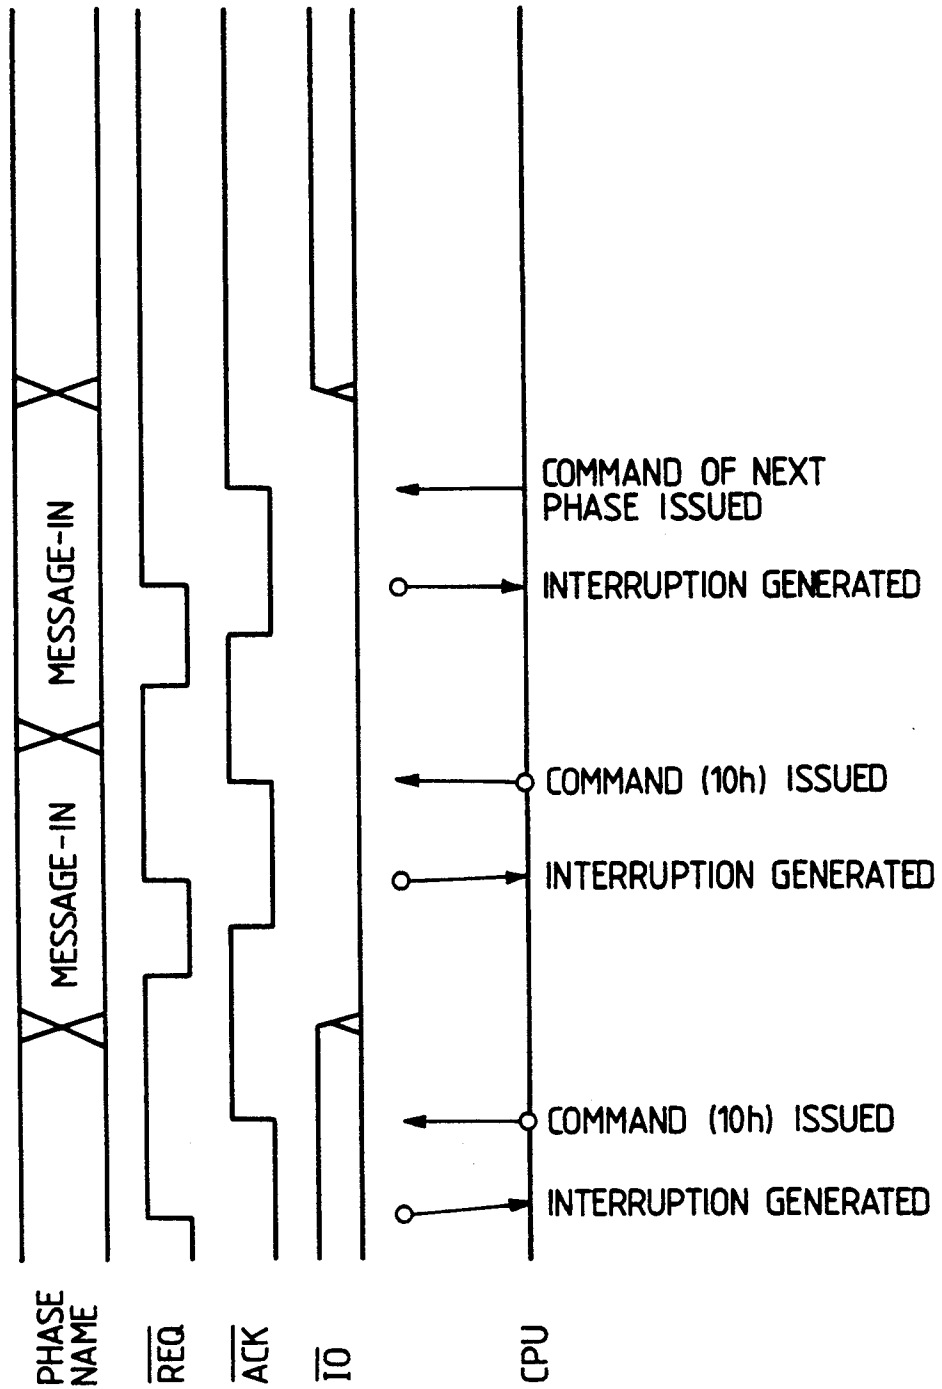 COMMAND OF NEXT
PHASE ISSUED
INTERRUPTION GENERATED
COMMAND (10h) ISSUED
INTERRUPTION GENERATED
COMMAND (10h) ISSUED
INTERRUPTION GENERATED
MESSAGE-IN
MESSAGE-IN
PHASE
NAME
REQ
ACK
IO
CPU